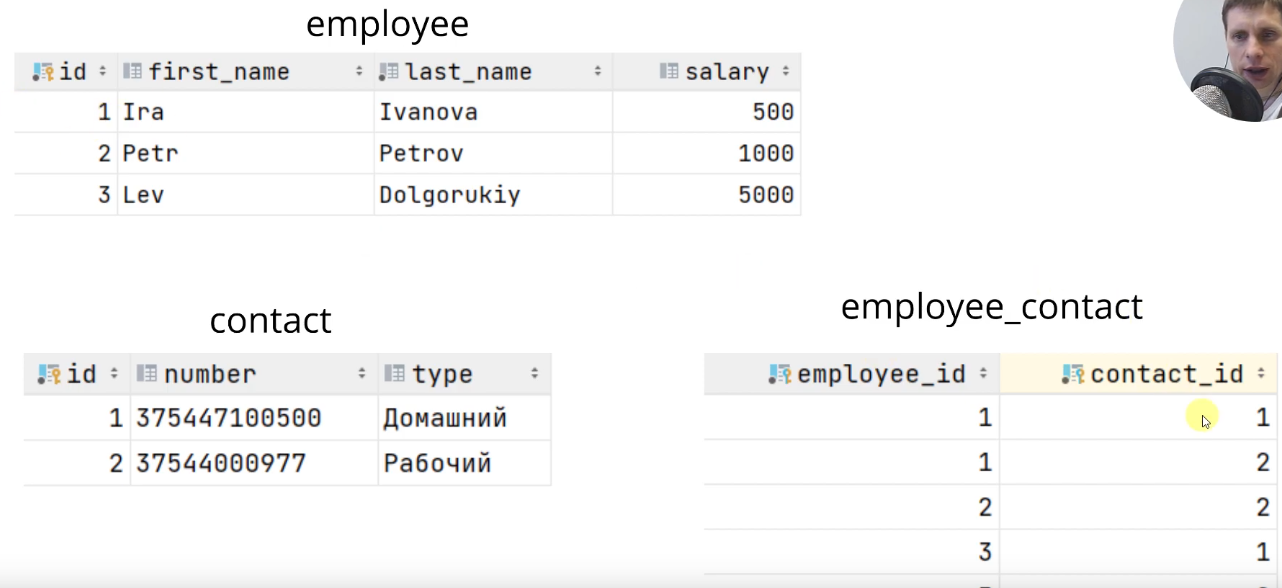 employee
id first_name last_name salary
1 Ira Ivanova 500
2 Petr Petrov 1000
3 Lev Dolgorukiy 5000
contact
id number type
1 375447100500 Домашний
2 37544000977 Рабочий
employee_contact
employee_id contact_id
1 1
1 2
2 2
3 1